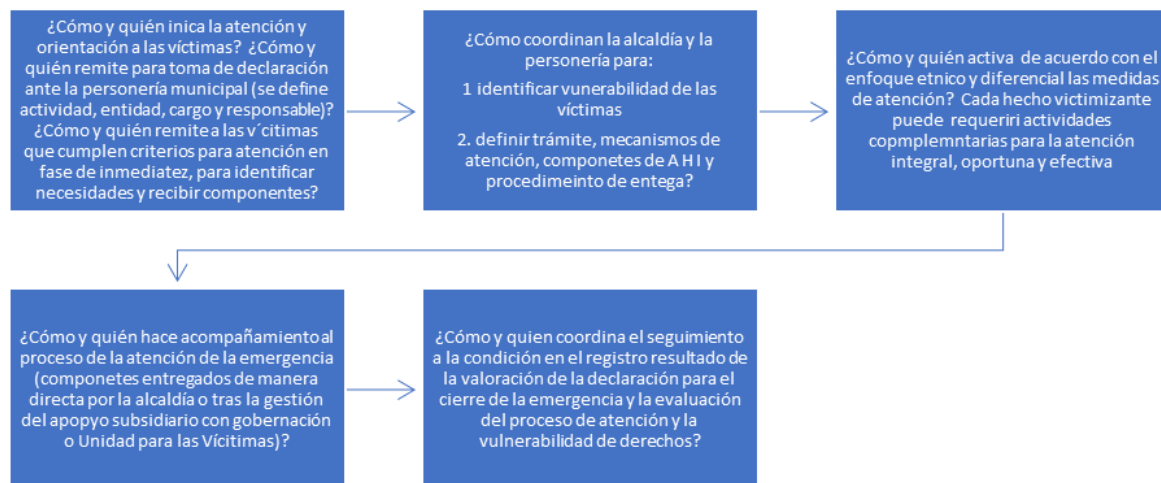 ¿Cómo y quién inica la atención y
orientación a las víctimas? ¿Cómo y
quién remite para toma de declaración
ante la personería municipal (se define
actividad, entidad, cargo y responsable)?
¿Cómo y quién remite a las v´citimas
que cumplen criterios para atención en
fase de inmediatez, para identificar
necesidades y recibir componentes?
¿Cómo coordinan la alcaldía y la
personería para:
1 identificar vunerabilidad de las
víctimas
2. definir trámite, mecanismos de
atención, componetes de A H I y
procedimeinto de entega?
¿Cómo y quién activa de acuerdo con el
enfoque etnico y diferencial las medidas
de atención? Cada hecho victimizante
puede requeriri actividades
copmplemntarias para la atención
integral, oportuna y efectiva
¿Cómo y quién hace acompañamiento al
proceso de la atención de la emergencia
(componetes entregados de manera
directa por la alcaldía o tras la gestión
del apopyo subsidiario con gobernación
o Unidad para las Vícitimas)?
¿Cómo y quien coordina el seguimiento
a la condición en el registro resultado de
la valoración de la declaración para el
cierre de la emergencia y la evaluación
del proceso de atención y la
vulnerabilidad de derechos?